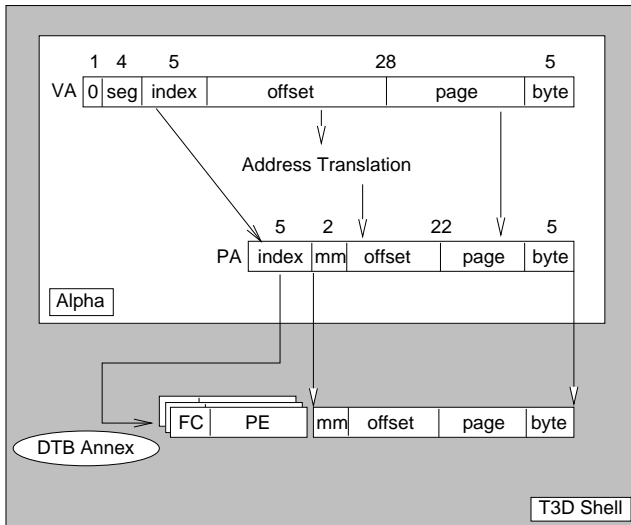 1 4 5 28 5
VA 0 seg index offset page byte
Address Translation
5 2 22 5
PA index mm offset page byte
Alpha
FC PE mm offset page byte
DTB Annex
T3D Shell